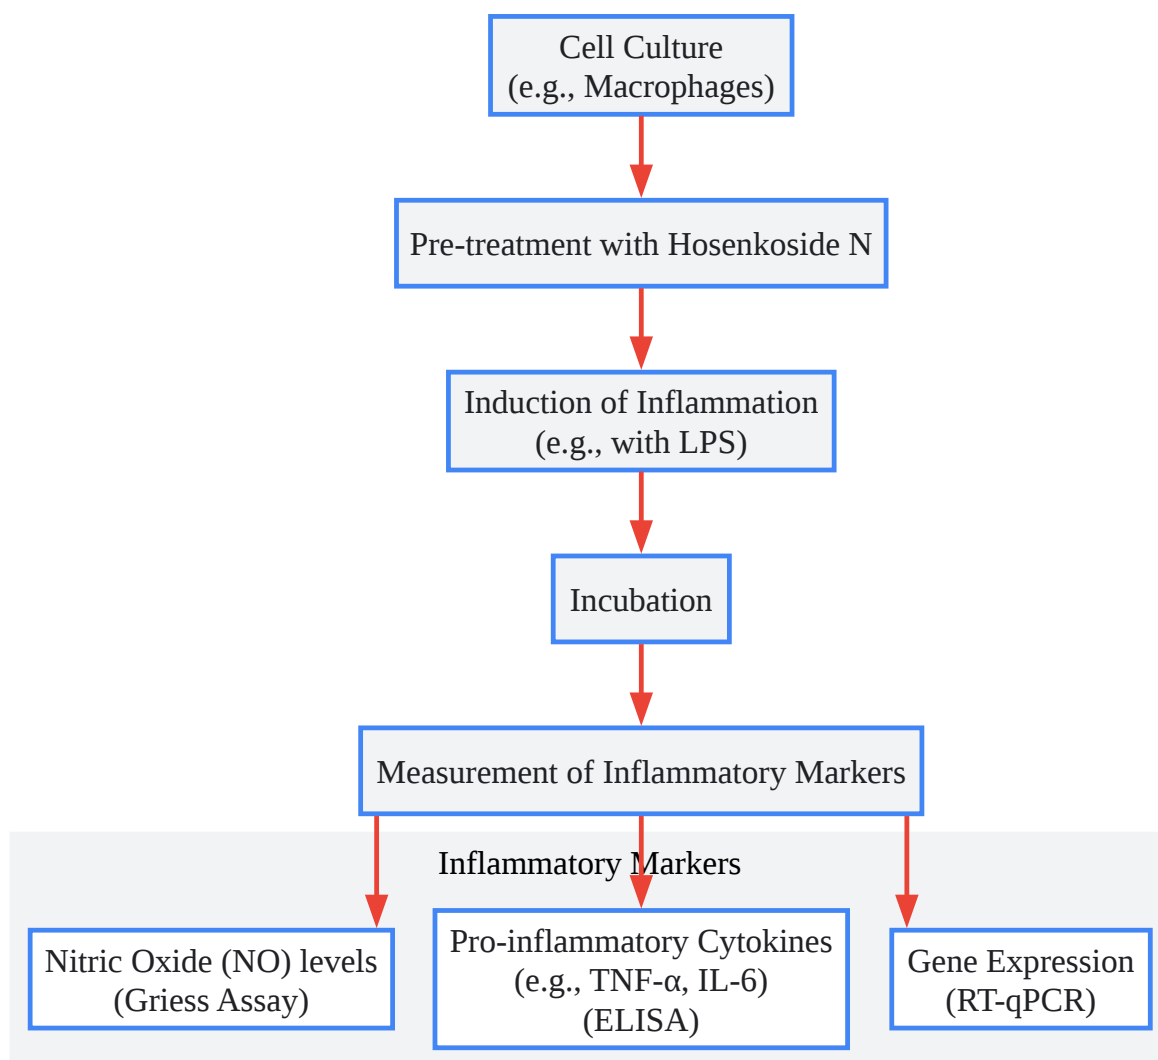 Cell Culture
(e.g., Macrophages)
Pre-treatment with Hosenkoside N
Induction of Inflammation
(e.g., with LPS)
Incubation
Measurement of Inflammatory Markers
Inflammatory Markers
Nitric Oxide (NO) levels
(Griess Assay)
Pro-inflammatory Cytokines
(e.g., TNF-α, IL-6)
(ELISA)
Gene Expression
(RT-qPCR)